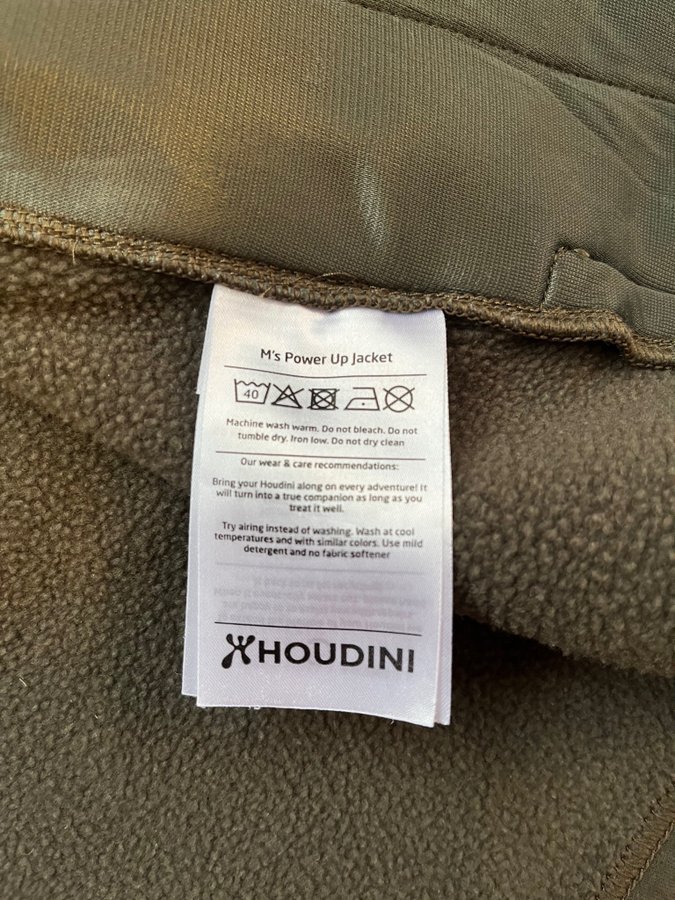 M's Power Up Jacket
40
Machine wash warm. Do not bleach. Do not
tumble dry. Iron low. Do not dry clean
Our wear & care recommendations:
Bring your Houdini along on every adventure! It
will turn into a true companion as long as you
treat it well.
Try airing instead of washing. Wash at cool
temperatures and with similar colors. Use mild
detergent and no fabric softener
HOUDINI